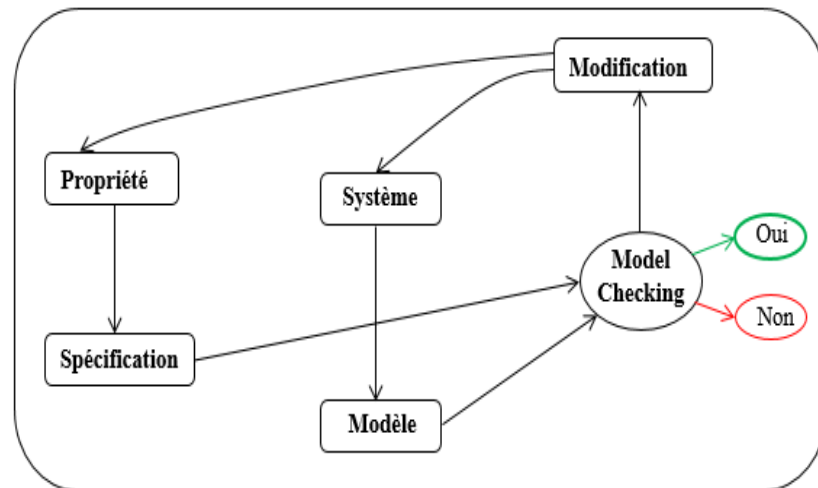 Modification
Propriété
Système
Oui
Model
Checking
Non
Spécification
Modèle